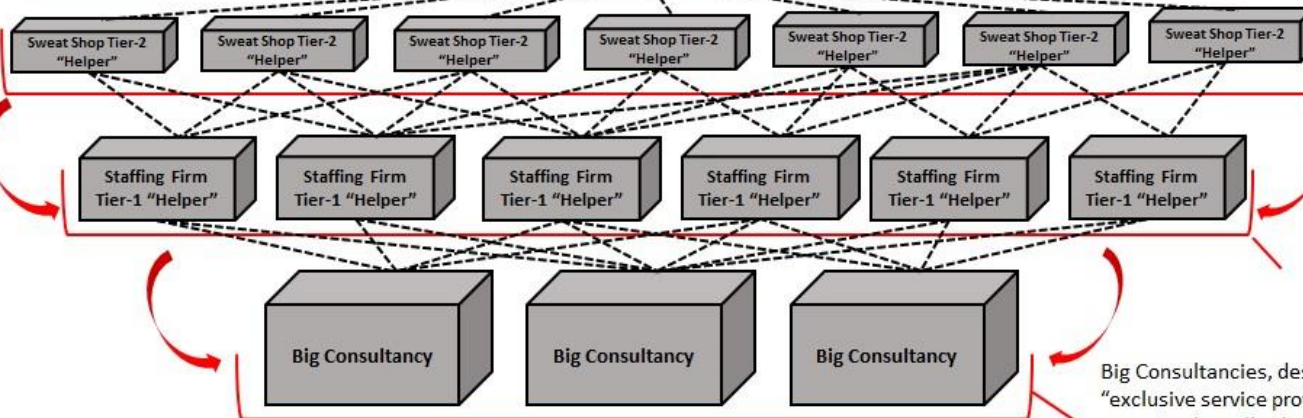 Sweat Shop Tier-2
"Helper"
Sweat Shop Tier-2
"Helper"
Sweat Shop Tier-2
"Helper"
Sweat Shop Tier-2
"Helper"
Sweat Shop Tier-2
"Helper"
Sweat Shop Tier-2
"Helper"
Sweat Shop Tier-2
"Helper"
Staffing Firm
Tier-1 "Helper"
Staffing Firm
Tier-1 "Helper"
Staffing Firm
Tier-1 "Helper"
Staffing Firm
Tier-1 "Helper"
Staffing Firm
Tier-1 "Helper"
Staffing Firm
Tier-1 "Helper"
Big Consultancy
Big Consultancy
Big Consultancy
Big Consultancies, des
"exclusive service pro